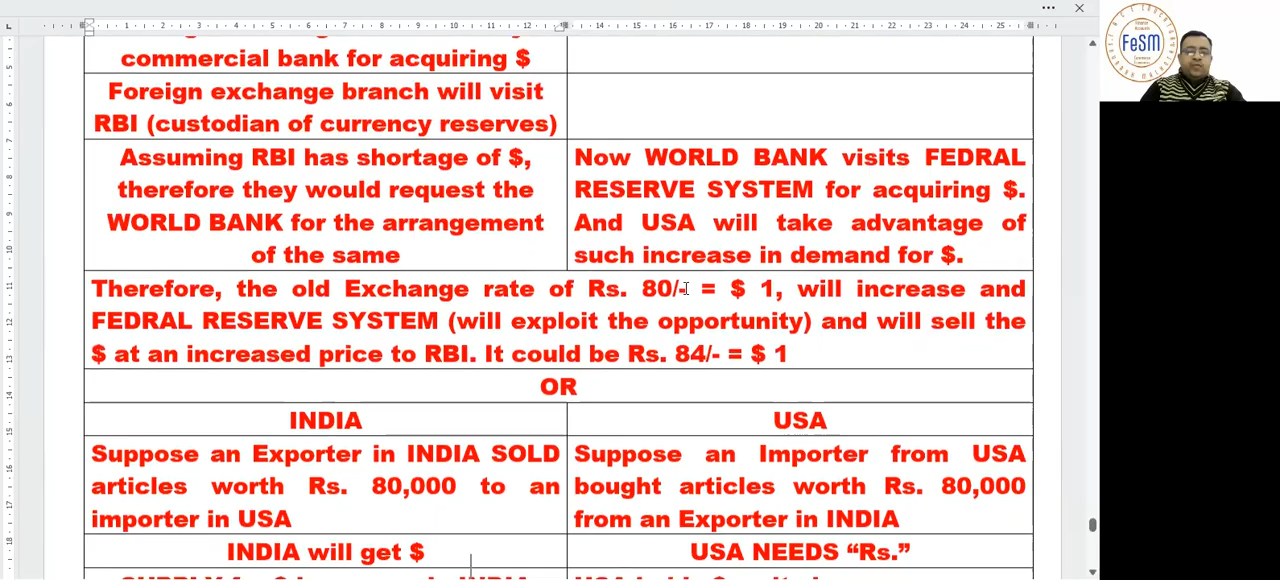 commercial bank for acquiring $
Foreign exchange branch will visit
RBI (custodian of currency reserves)
Assuming RBI has shortage of $,
therefore they would request the
WORLD BANK for the arrangement
of the same
Now WORLD BANK visits FEDERAL
RESERVE SYSTEM for acquiring $.
And USA will take advantage of
such increase in demand for $.
Therefore, the old Exchange rate of Rs. 80/- = $ 1, will increase and
FEDERAL RESERVE SYSTEM (will exploit the opportunity) and will sell the
$ at an increased price to RBI. It could be Rs. 84/- = $ 1
OR
INDIA
USA
Suppose an Exporter in INDIA SOLD
articles worth Rs. 80,000 to an
importer in USA
Suppose an Importer from USA
bought articles worth Rs. 80,000
from an Exporter in INDIA
INDIA will get $
USA NEEDS “Rs.”
FeSM